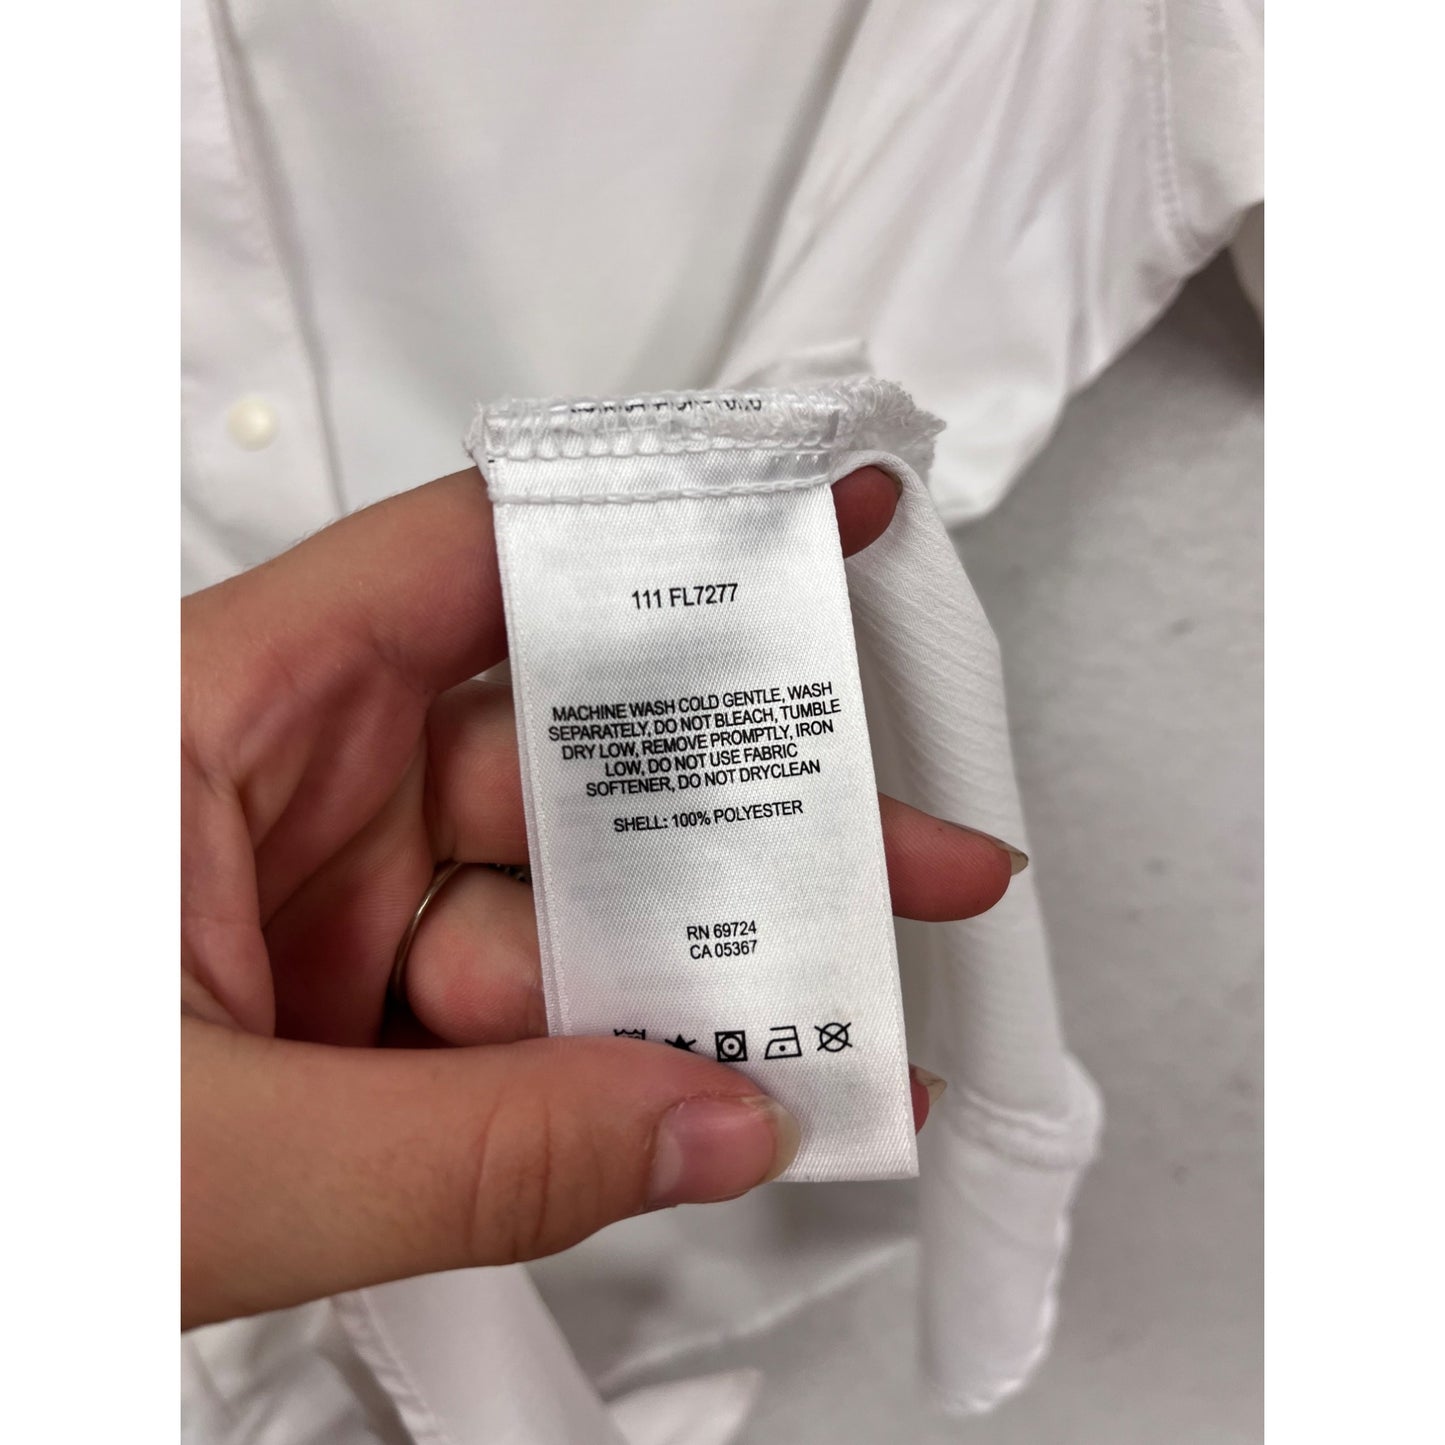 111 FL7277
MACHINE WASH COLD GENTLE, WASH
SEPARATELY, DO NOT BLEACH, TUMBLE
DRY LOW, REMOVE PROMPTLY, IRON
LOW, DO NOT USE FABRIC
SOFTENER, DO NOT DRYCLEAN
SHELL: 100% POLYESTER
RN 69724
CA 05367